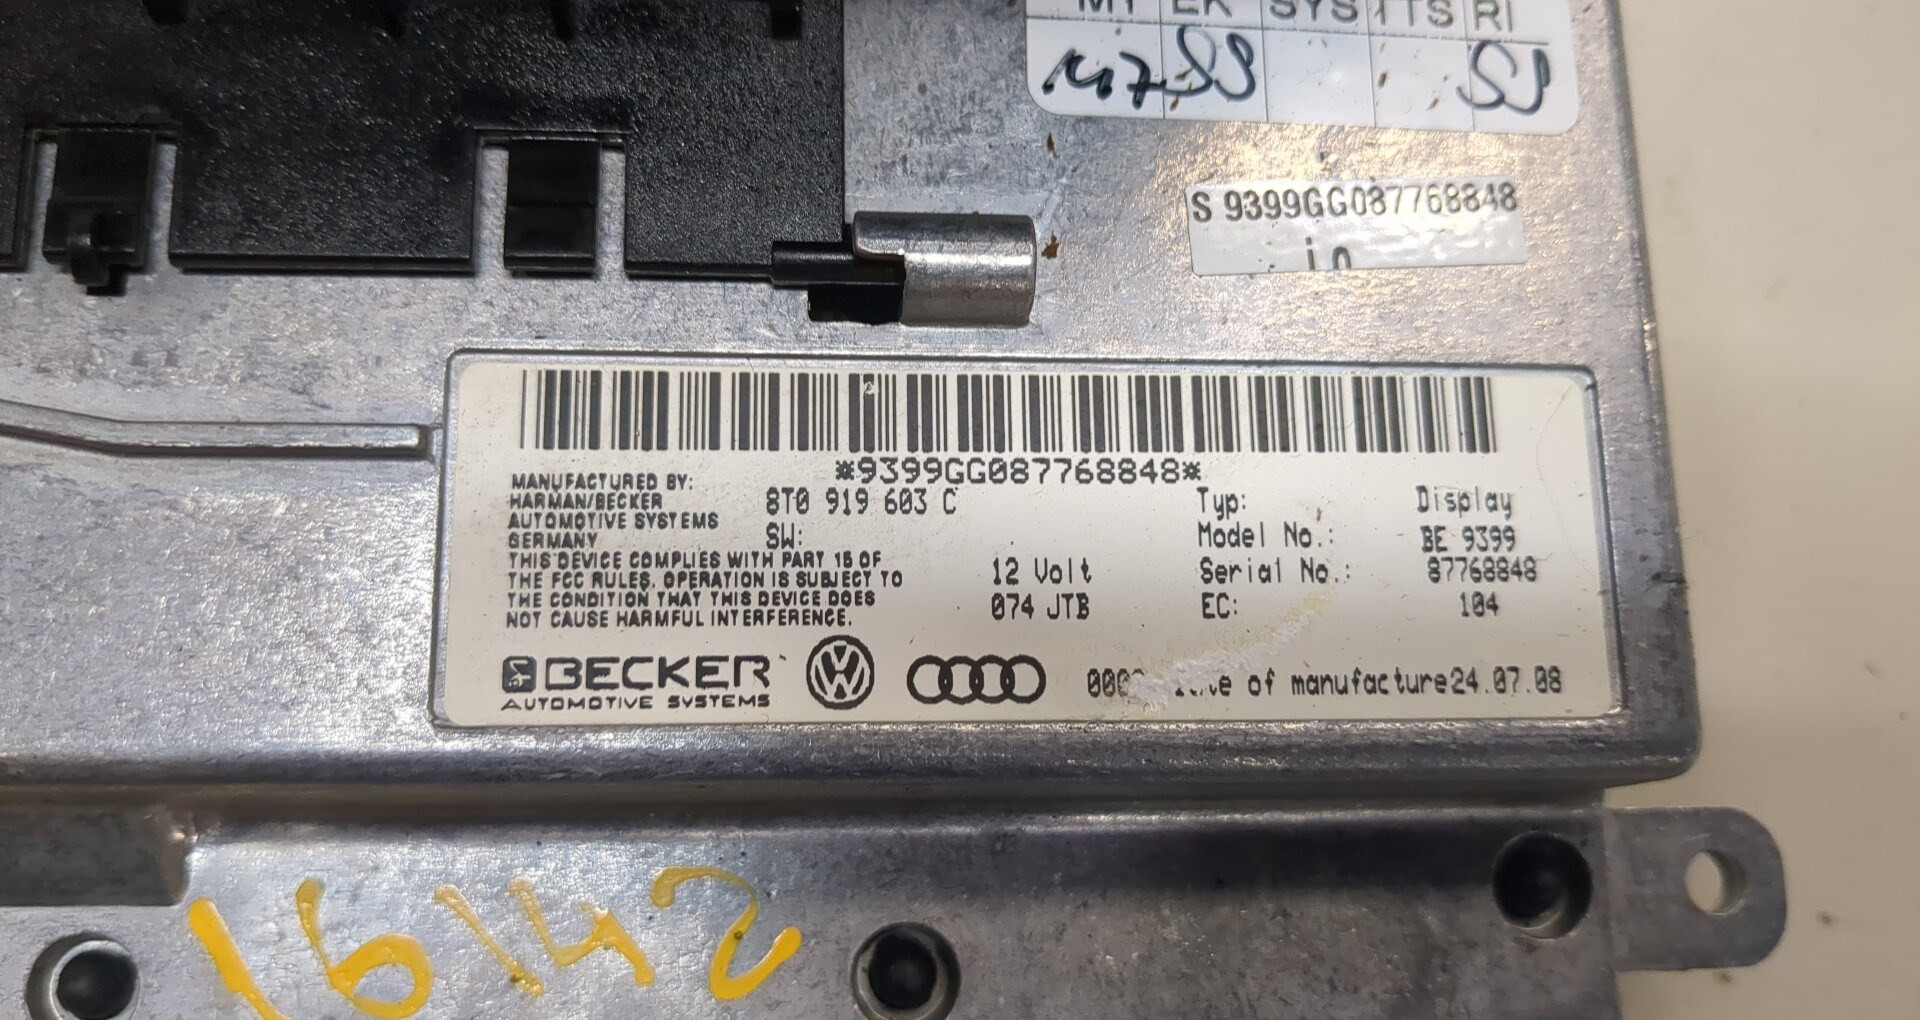 MT EK SYS TTS RI
S 9399GG087768848
*9399GG087768848*
MANUFACTURED BY:
HARMAN/BECKER
AUTOMOTIVE SYSTEMS
GERMANY
8T0 919 603 C
SW:
THIS DEVICE COMPLIES WITH PART 15 OF
THE FCC RULES. OPERATION IS SUBJECT TO
THE CONDITION THAT THIS DEVICE DOES
NOT CAUSE HARMFUL INTERFERENCE.
12 Volt
074 JTB
Typ: Display
Model No.: BE 9399
Serial No.: 87768848
EC: 104
BECKER
AUTOMOTIVE SYSTEMS
of manufacture24.07.08
16142